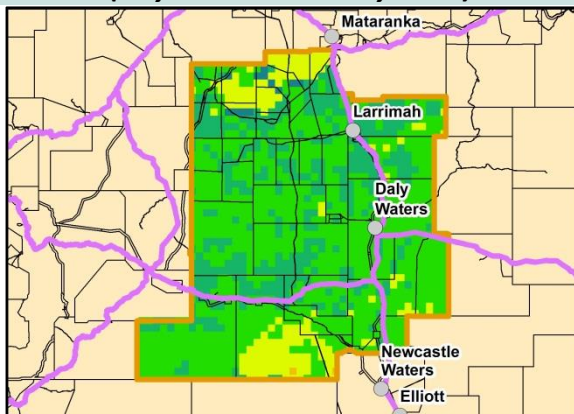 Mataranka
Larrimah
Daly
Waters
Newcastle
Waters
Elliott